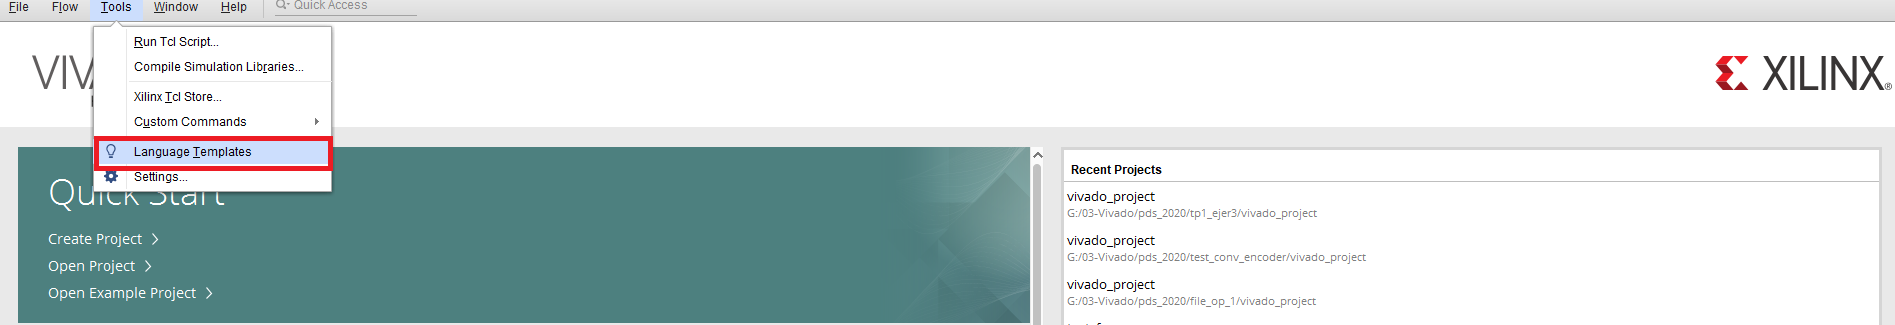 File Flow Tools Window Help Quick Access
Run Tcl Script...
Compile Simulation Libraries...
Xilinx Tcl Store...
Custom Commands
Language Templates
Settings...
XILINX®
Quick Start
Create Project
Open Project
Open Example Project
Recent Projects
vivado_project
G:/03-Vivado/pds_2020/tp1_ejer3/vivado_project
vivado_project
G:/03-Vivado/pds_2020/test_conv_encoder/vivado_project
vivado_project
G:/03-Vivado/pds_2020/file_op_1/vivado_project